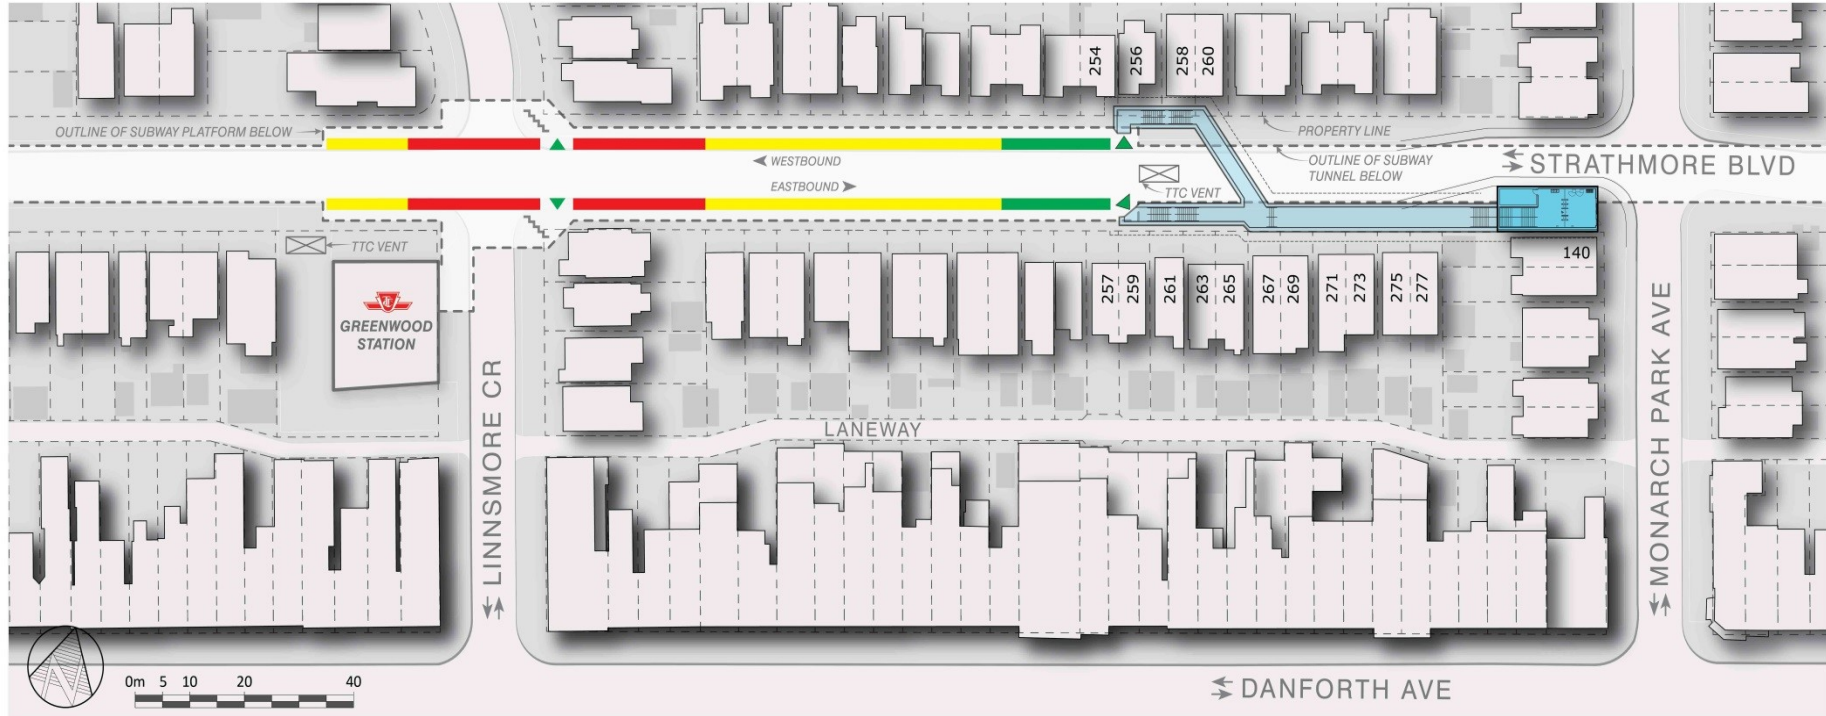 254
256
258
260
OUTLINE OF SUBWAY PLATFORM BELOW
PROPERTY LINE
WESTBOUND
OUTLINE OF SUBWAY
TUNNEL BELOW
STRATHMORE BLVD
EASTBOUND
TTC VENT
TTC VENT
140
GREENWOOD
STATION
257
259
261
263
265
267
269
271
273
275
277
LINNSMORE CR
MONARCH PARK AVE
LANEWAY
0m 5 10 20 40
DANFORTH AVE